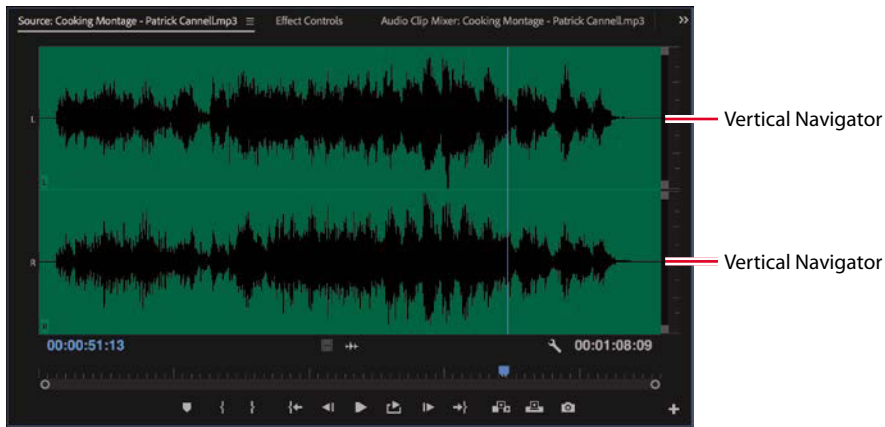 Source: Cooking Montage - Patrick Cannell.mp3 Effect Controls Audio Clip Mixer: Cooking Montage - Patrick Cannell.mp3
L
Vertical Navigator
L
R
Vertical Navigator
R
00:00:51:13 00:01:08:09